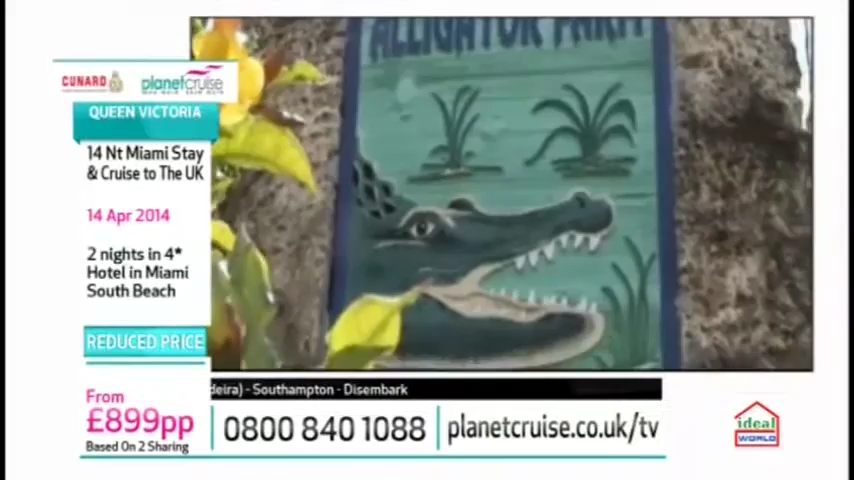 ALLIGATOR FARM
CUNARD
planetcruise
QUEEN VICTORIA
14 Nt Miami Stay
& Cruise to The UK
14 Apr 2014
2 nights in 4*
Hotel in Miami
South Beach
REDUCED PRICE
From
£899pp
Based On 2 Sharing
deira) - Southampton - Disembark
0800 840 1088
planetcruise.co.uk/tv
ideal
WORLD